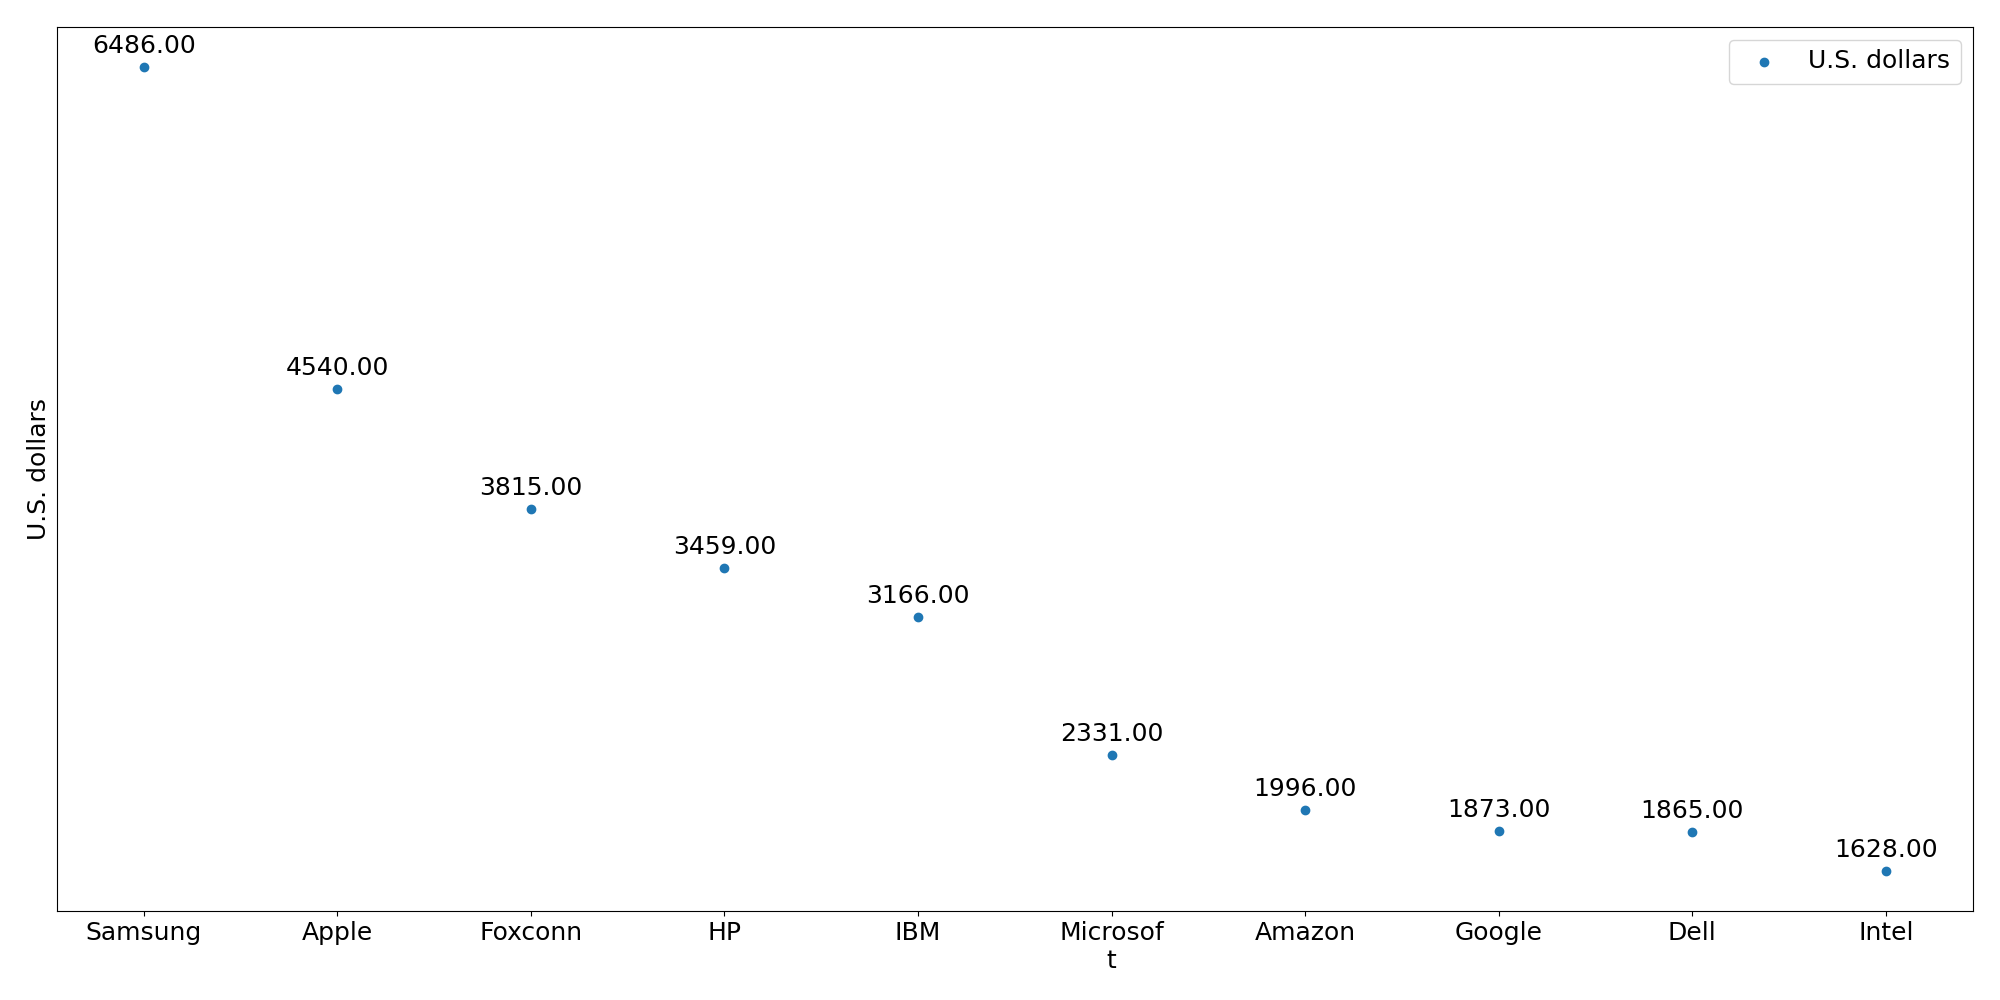 6486.00
U.S. dollars
4540.00
3815.00
3459.00
3166.00
2331.00
1996.00
1873.00
1865.00
1628.00
U.S. dollars
Samsung
Apple
Foxconn
HP
IBM
Microsof
t
Amazon
Google
Dell
Intel